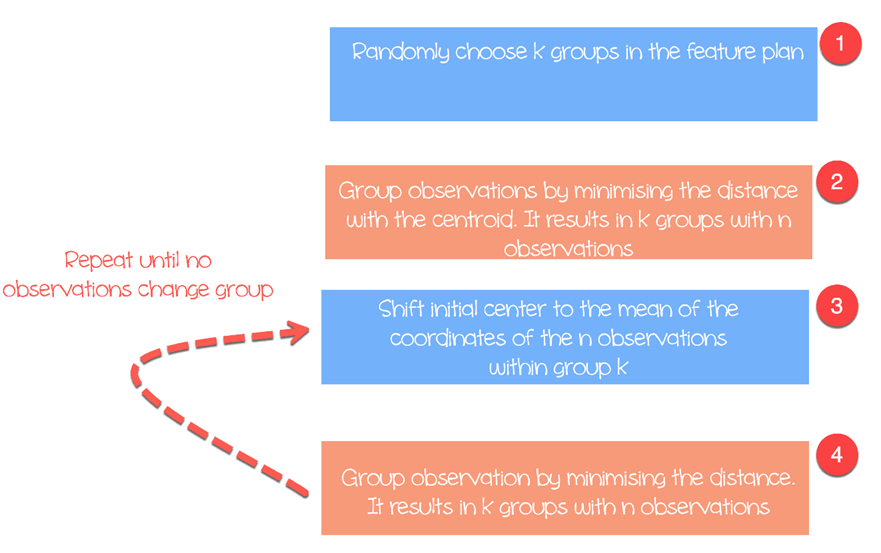 Randomly choose k groups in the feature plan
1
Group observations by minimising the distance
with the centroid. It results in k groups with n
observations
2
Repeat until no
observations change group
Shift initial center to the mean of the
coordinates of the n observations
within group k
3
Group observation by minimising the distance.
It results in k groups with n observations
4